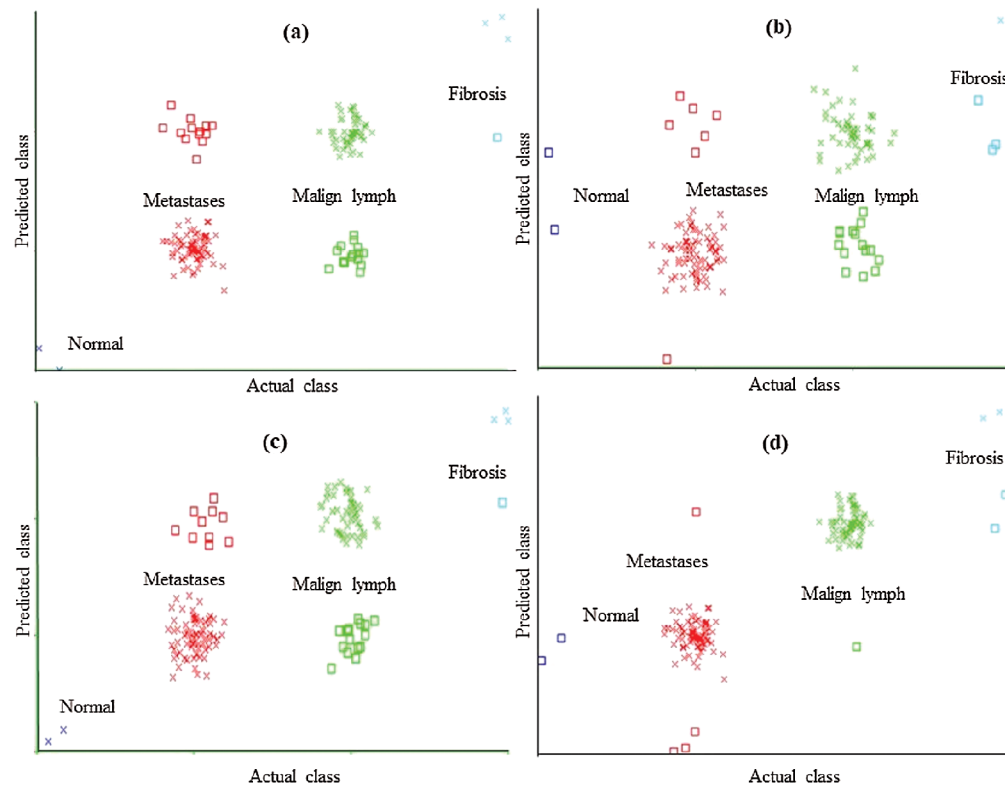 (a)
Fibrosis
Metastases
Malign lymph
Normal
Predicted class
Actual class
(b)
Fibrosis
Normal
Metastases
Malign lymph
Predicted class
Actual class
(c)
Fibrosis
Metastases
Malign lymph
Normal
Predicted class
Actual class
(d)
Fibrosis
Metastases
Malign lymph
Normal
Predicted class
Actual class